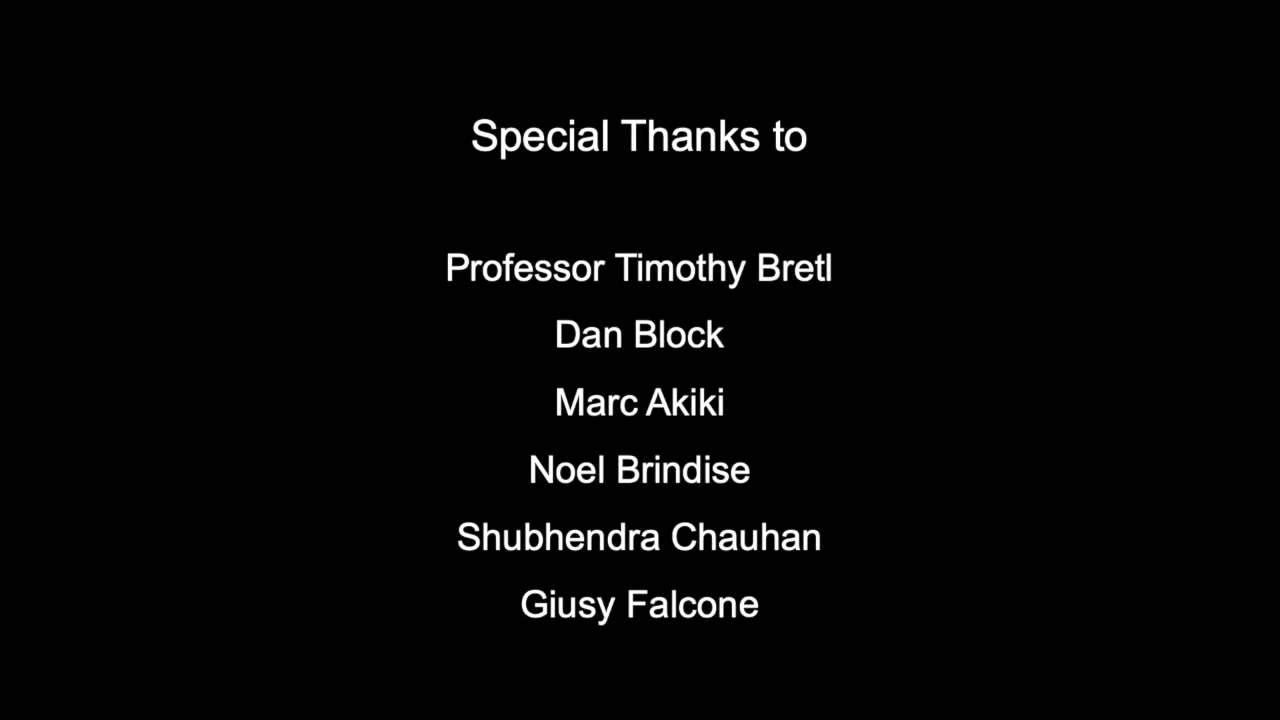 Special Thanks to
Professor Timothy Bretl
Dan Block
Marc Akiki
Noel Brindise
Shubhendra Chauhan
Giusy Falcone